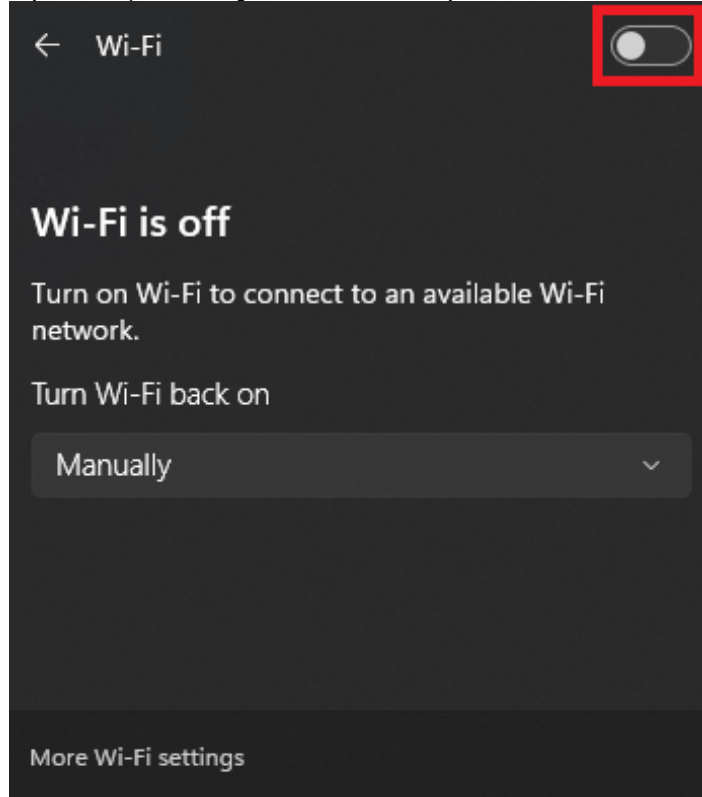 Wi-Fi
Wi-Fi is off
Turn on Wi-Fi to connect to an available Wi-Fi
network.
Turn Wi-Fi back on
Manually
More Wi-Fi settings